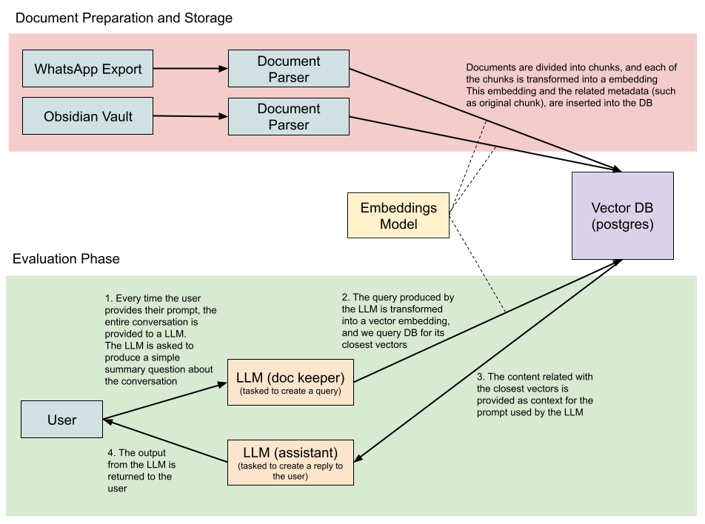 Document Preparation and Storage
WhatsApp Export
Document
Parser
Documents are divided into chunks, and each of
the chunks is transformed into a embedding
This embedding and the related metadata (such
as original chunk), are inserted into the DB
Obsidian Vault
Document
Parser
Embeddings
Model
Vector DB
(postgres)
Evaluation Phase
1. Every time the user
provides their prompt, the
entire conversation is
provided to a LLM.
The LLM is asked to
produce a simple
summary question about
the conversation
2. The query produced by
the LLM is transformed
into a vector embedding,
and we query DB for its
closest vectors
LLM (doc keeper)
(tasked to create a query)
3. The content related with
the closest vectors is
provided as context for the
prompt used by the LLM
User
LLM (assistant)
(tasked to create a reply to
the user)
4. The output
from the LLM is
returned to the
user